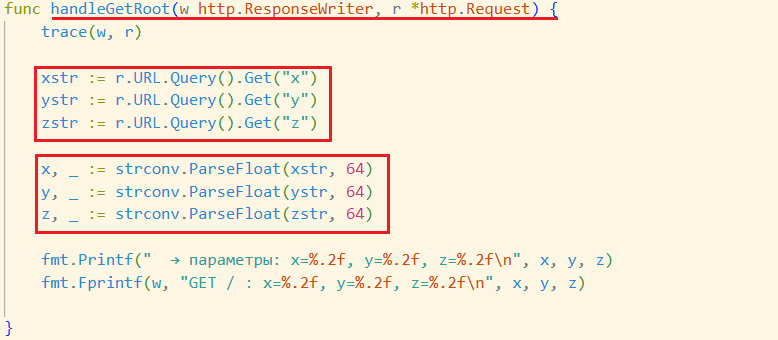 func handleGetRoot(w http.ResponseWriter, r *http.Request) {
    trace(w, r)
    xstr := r.URL.Query().Get("x")
    ystr := r.URL.Query().Get("y")
    zstr := r.URL.Query().Get("z")
    x, _ := strconv.ParseFloat(xstr, 64)
    y, _ := strconv.ParseFloat(ystr, 64)
    z, _ := strconv.ParseFloat(zstr, 64)
    fmt.Printf("  → параметры: x=%.2f, y=%.2f, z=%.2f\n", x, y, z)
    fmt.Fprintf(w, "GET / : x=%.2f, y=%.2f, z=%.2f\n", x, y, z)
}